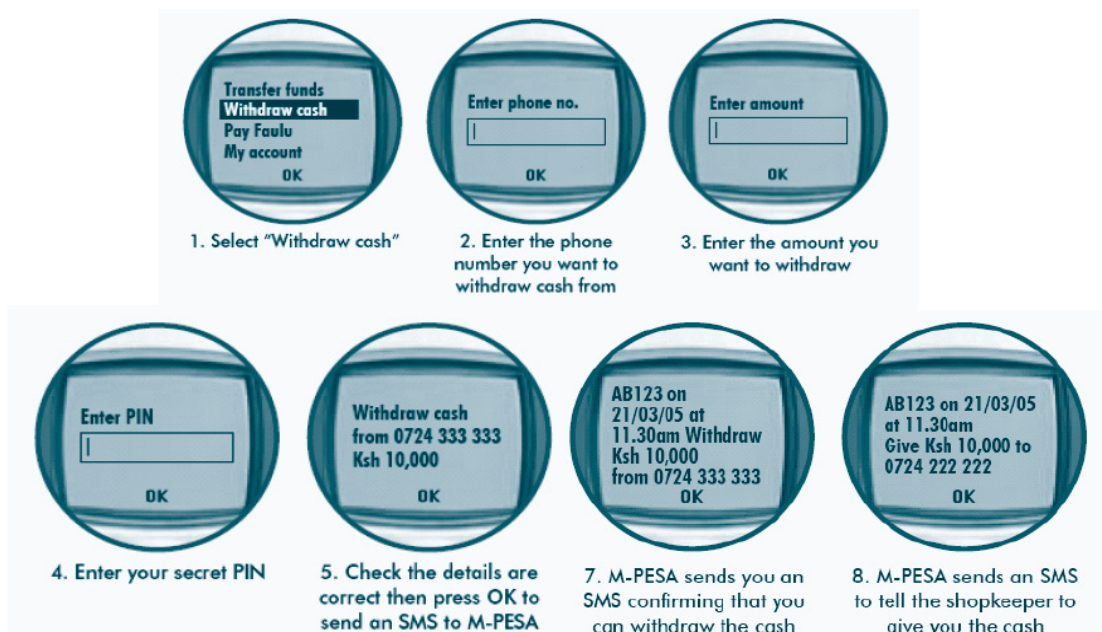 Transfer funds
Withdraw cash
Pay Faulu
My account
OK
1. Select "Withdraw cash"
Enter phone no.
OK
2. Enter the phone
number you want to
withdraw cash from
Enter amount
OK
3. Enter the amount you
want to withdraw
Enter PIN
OK
4. Enter your secret PIN
Withdraw cash
from 0724 333 333
Ksh 10,000
OK
5. Check the details are
correct then press OK to
send an SMS to M-PESA
AB123 on
21/03/05 at
11.30am Withdraw
Ksh 10,000
from 0724 333 333
OK
7. M-PESA sends you an
SMS confirming that you
can withdraw the cash
AB123 on 21/03/05
at 11.30am
Give Ksh 10,000 to
0724 222 222
OK
8. M-PESA sends an SMS
to tell the shopkeeper to
give you the cash